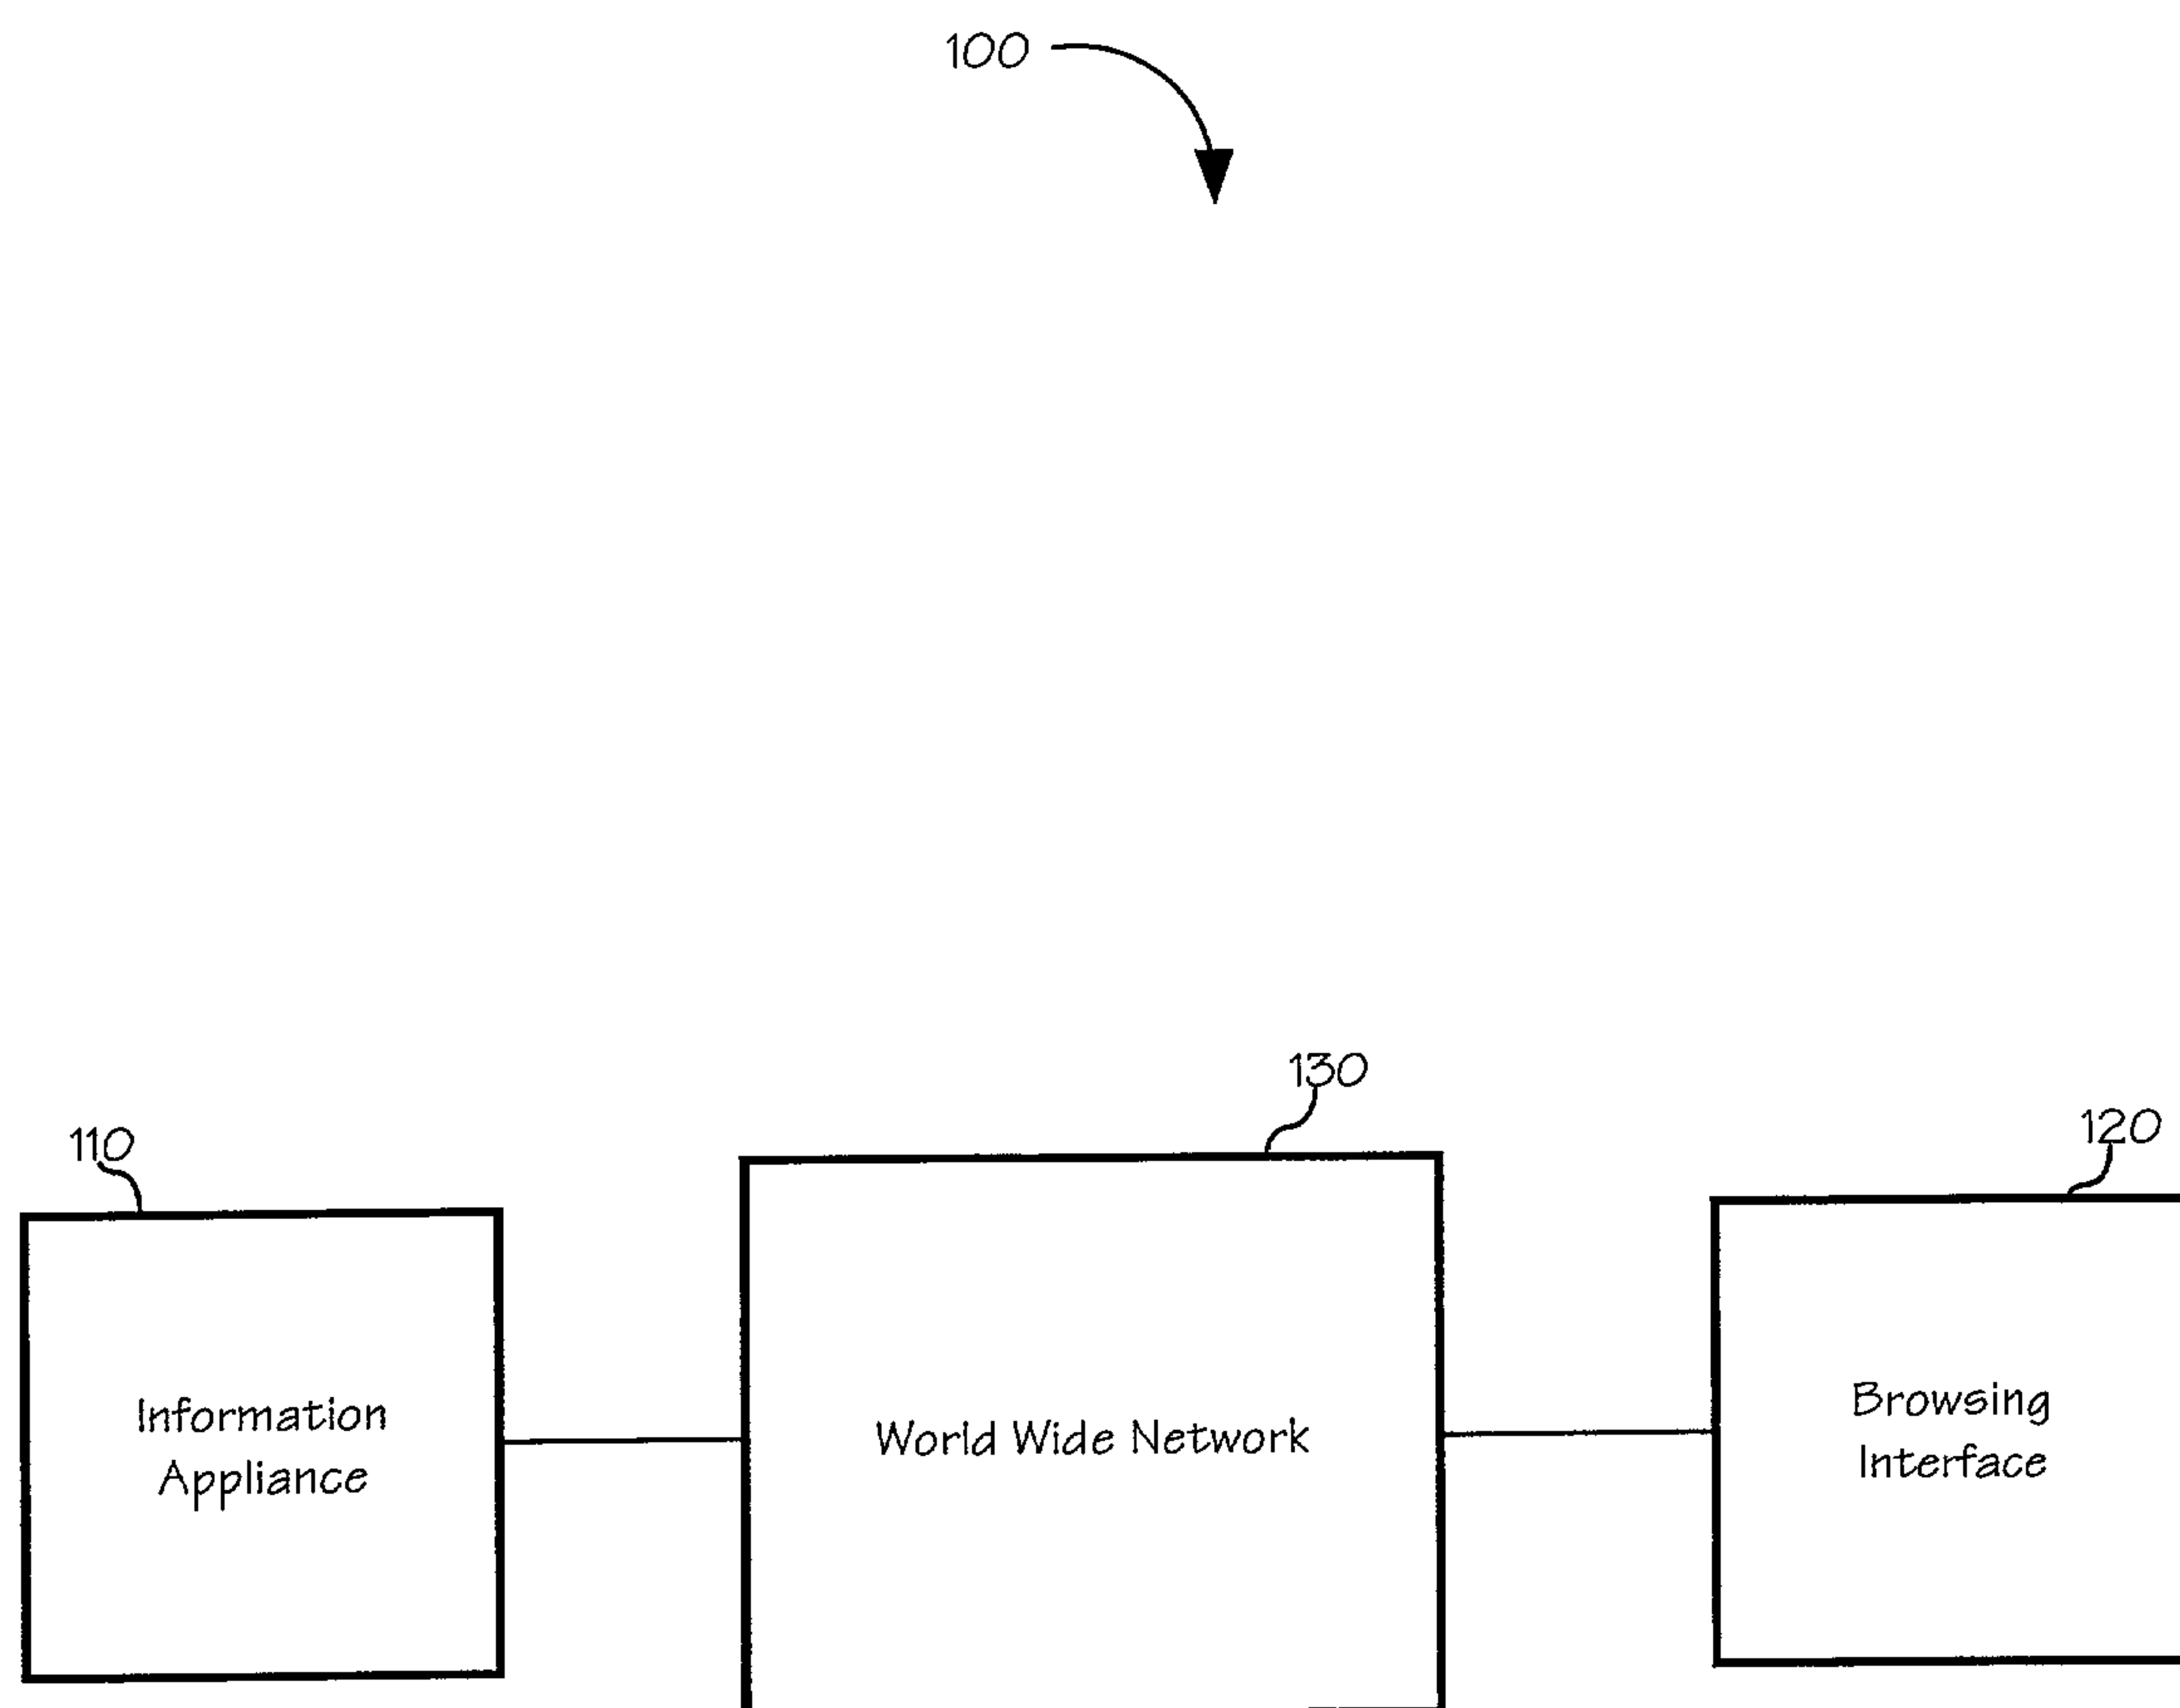 100
130
110
120
Information
Appliance
World Wide Network
Browsing
Interface